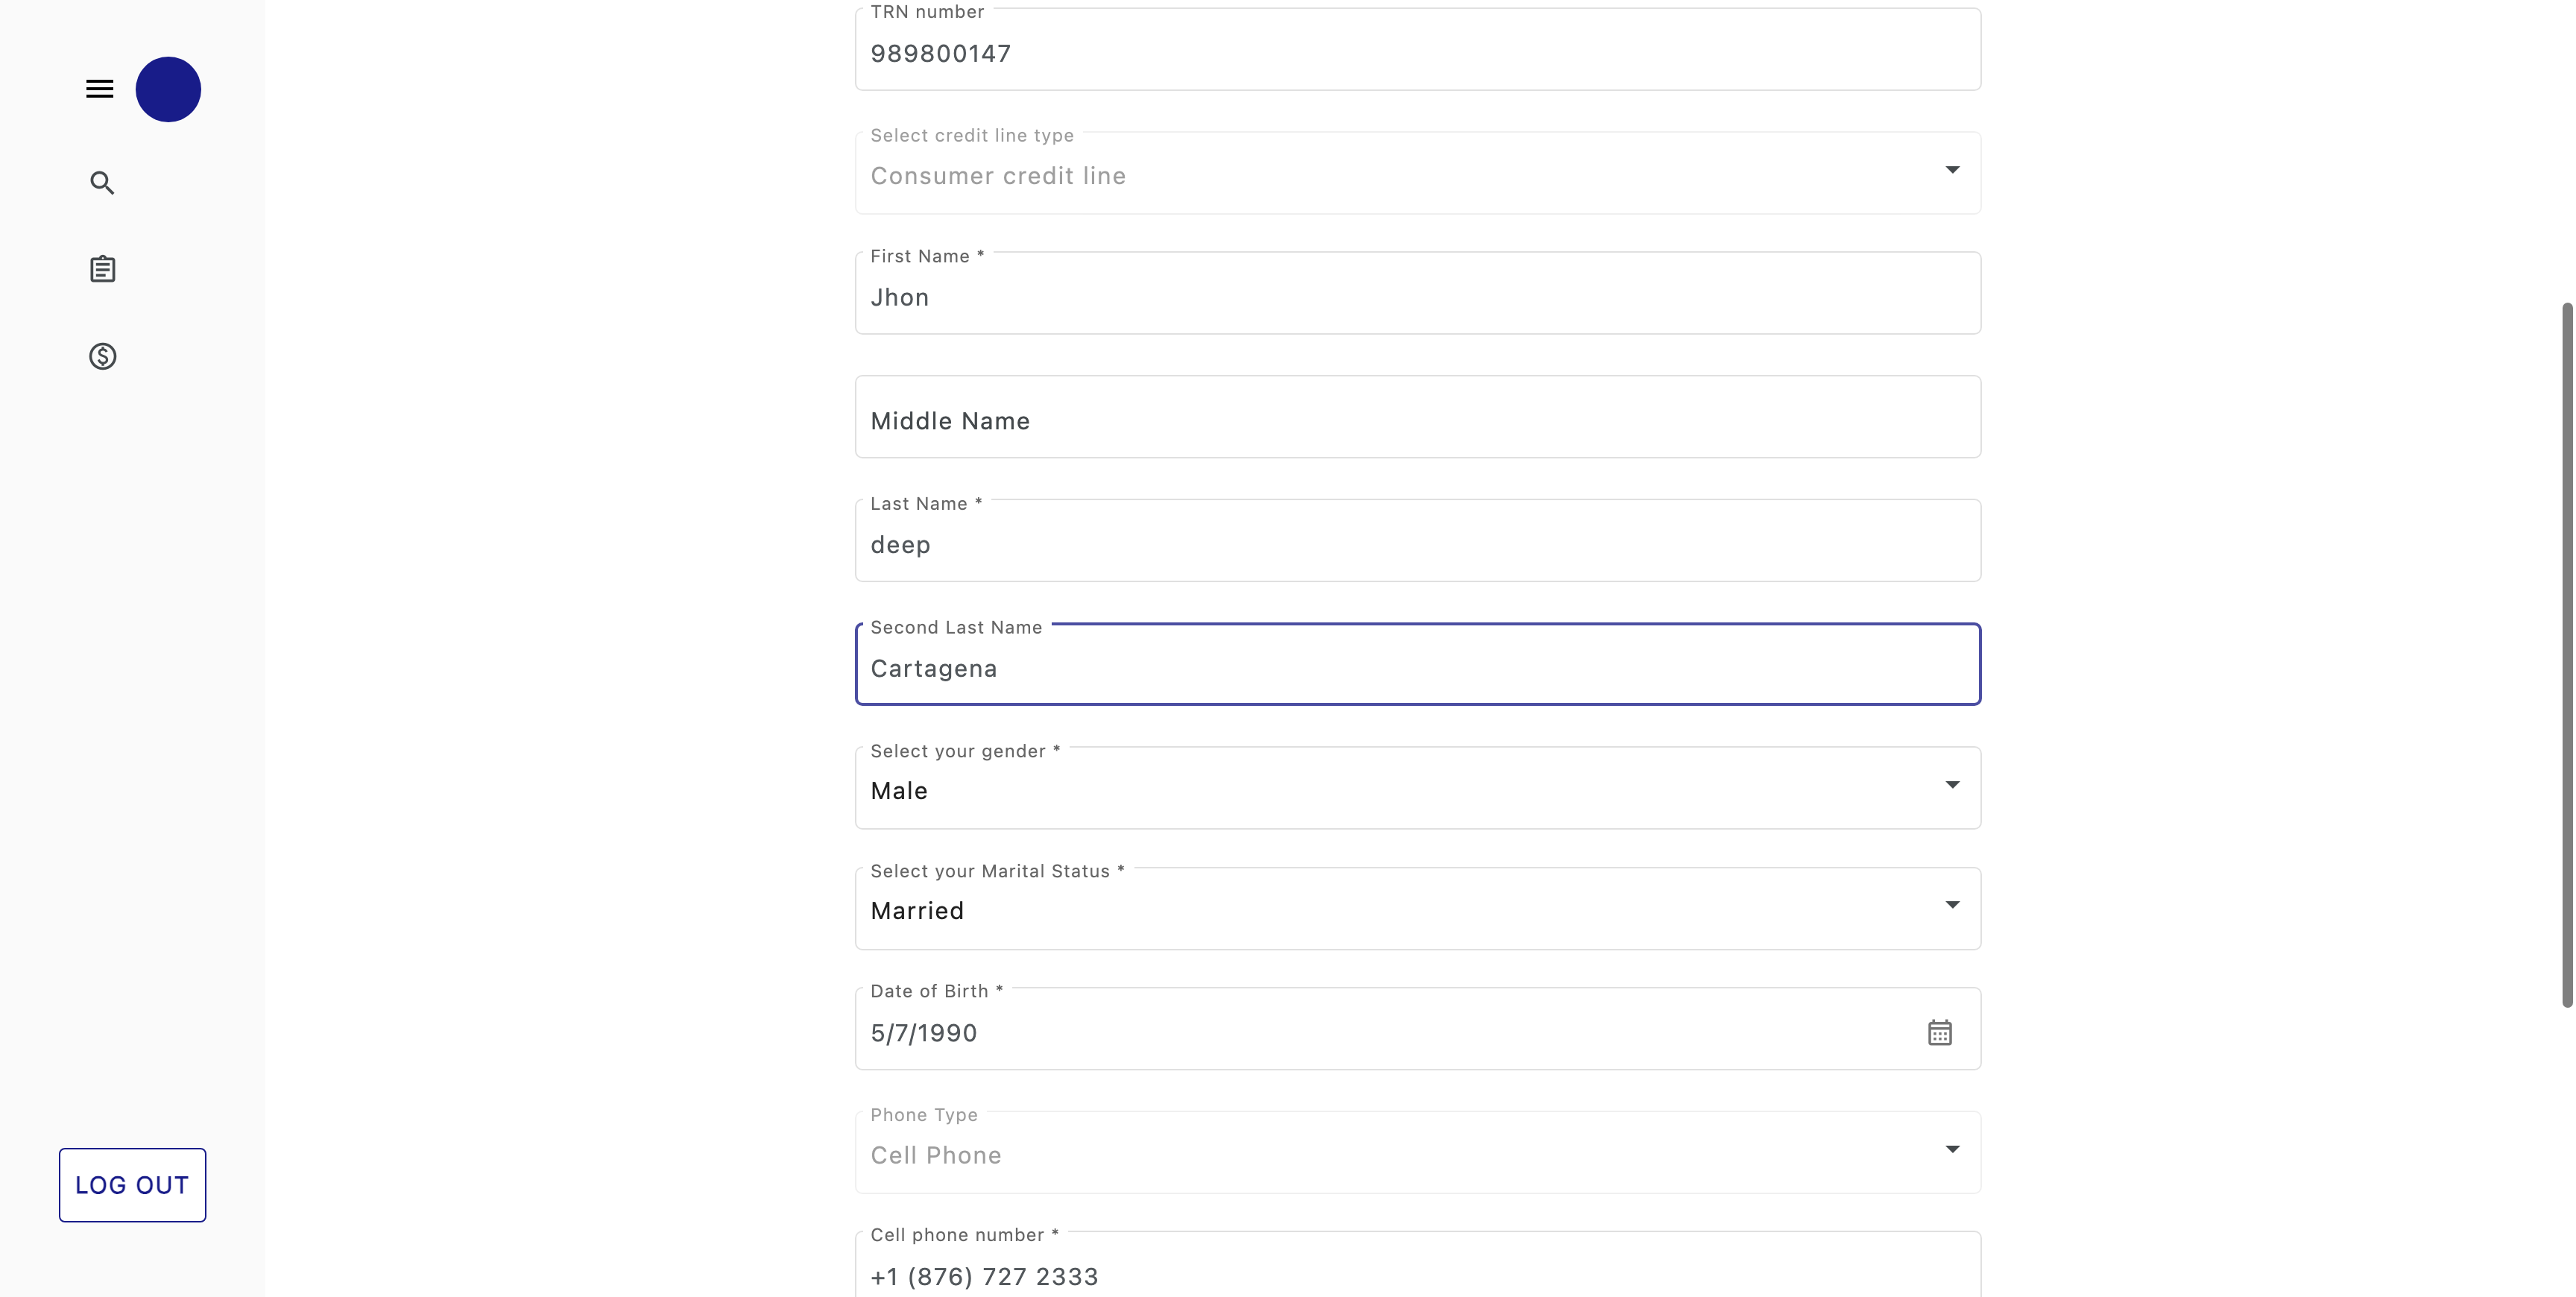 TRN number
989800147
Select credit line type
Consumer credit line
First Name *
Jhon
Middle Name
Last Name *
deep
Second Last Name
Cartagena
Select your gender *
Male
Select your Marital Status *
Married
Date of Birth *
5/7/1990
Phone Type
Cell Phone
LOG OUT
Cell phone number *
+1 (876) 727 2333